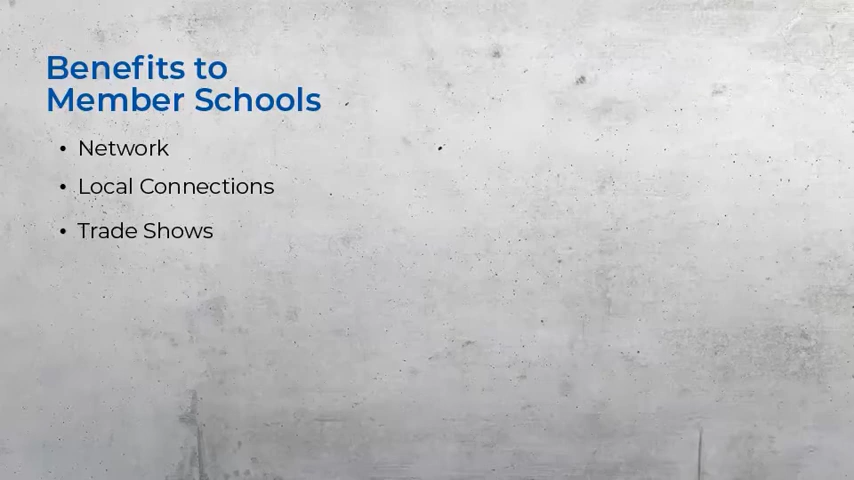 Benefits to
Member Schools
• Network
• Local Connections
• Trade Shows